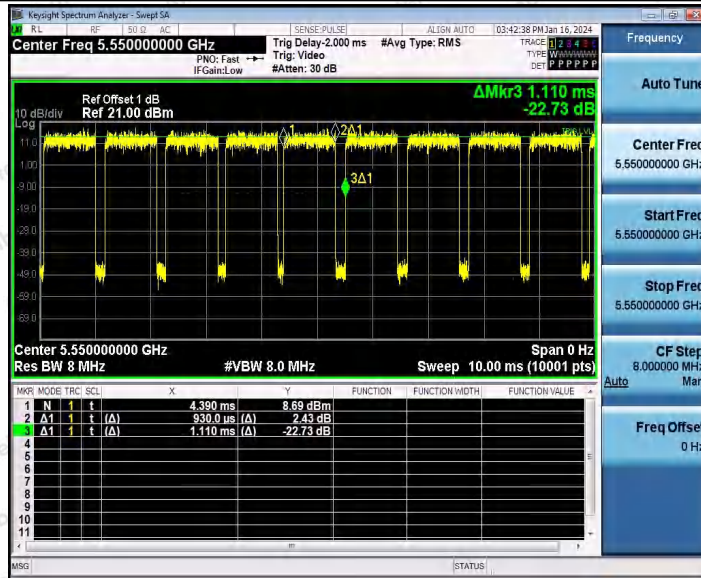 Keysight Spectrum Analyzer - Swept SA
RL RF 50 Ω AC SENSE:PULSE ALIGN AUTO 03:42:38 PM Jan 16, 2024
Center Freq 5.550000000 GHz
PNO: Fast
IFGain:Low
Trig Delay-2.000 ms
Trig: Video
#Atten: 30 dB
#Avg Type: RMS
TRACE 1 2 3 4 5 6
TYPE
DET P P P P P P
Frequency
ΔMkr3 1.110 ms
-22.73 dB
Ref Offset 1 dB
10 dB/div Ref 21.00 dBm
Log
11.0
1.00
-9.00
-19.0
-29.0
-39.0
-49.0
-59.0
-69.0
1
2Δ1
3Δ1
TRIG LVL
Center 5.550000000 GHz Span 0 Hz
Res BW 8 MHz #VBW 8.0 MHz Sweep 10.00 ms (10001 pts)
MKR MODE TRC SCL X Y FUNCTION FUNCTION WIDTH FUNCTION VALUE
1 N 1 t 4.390 ms 8.69 dBm
2 Δ1 1 t (Δ) 930.0 µs (Δ) 2.43 dB
3 Δ1 1 t (Δ) 1.110 ms (Δ) -22.73 dB
4
5
6
7
8
9
10
11
MSG STATUS
Auto Tune
Center Freq
5.550000000 GHz
Start Freq
5.550000000 GHz
Stop Freq
5.550000000 GHz
CF Step
8.000000 MHz
Auto Man
Freq Offset
0 Hz